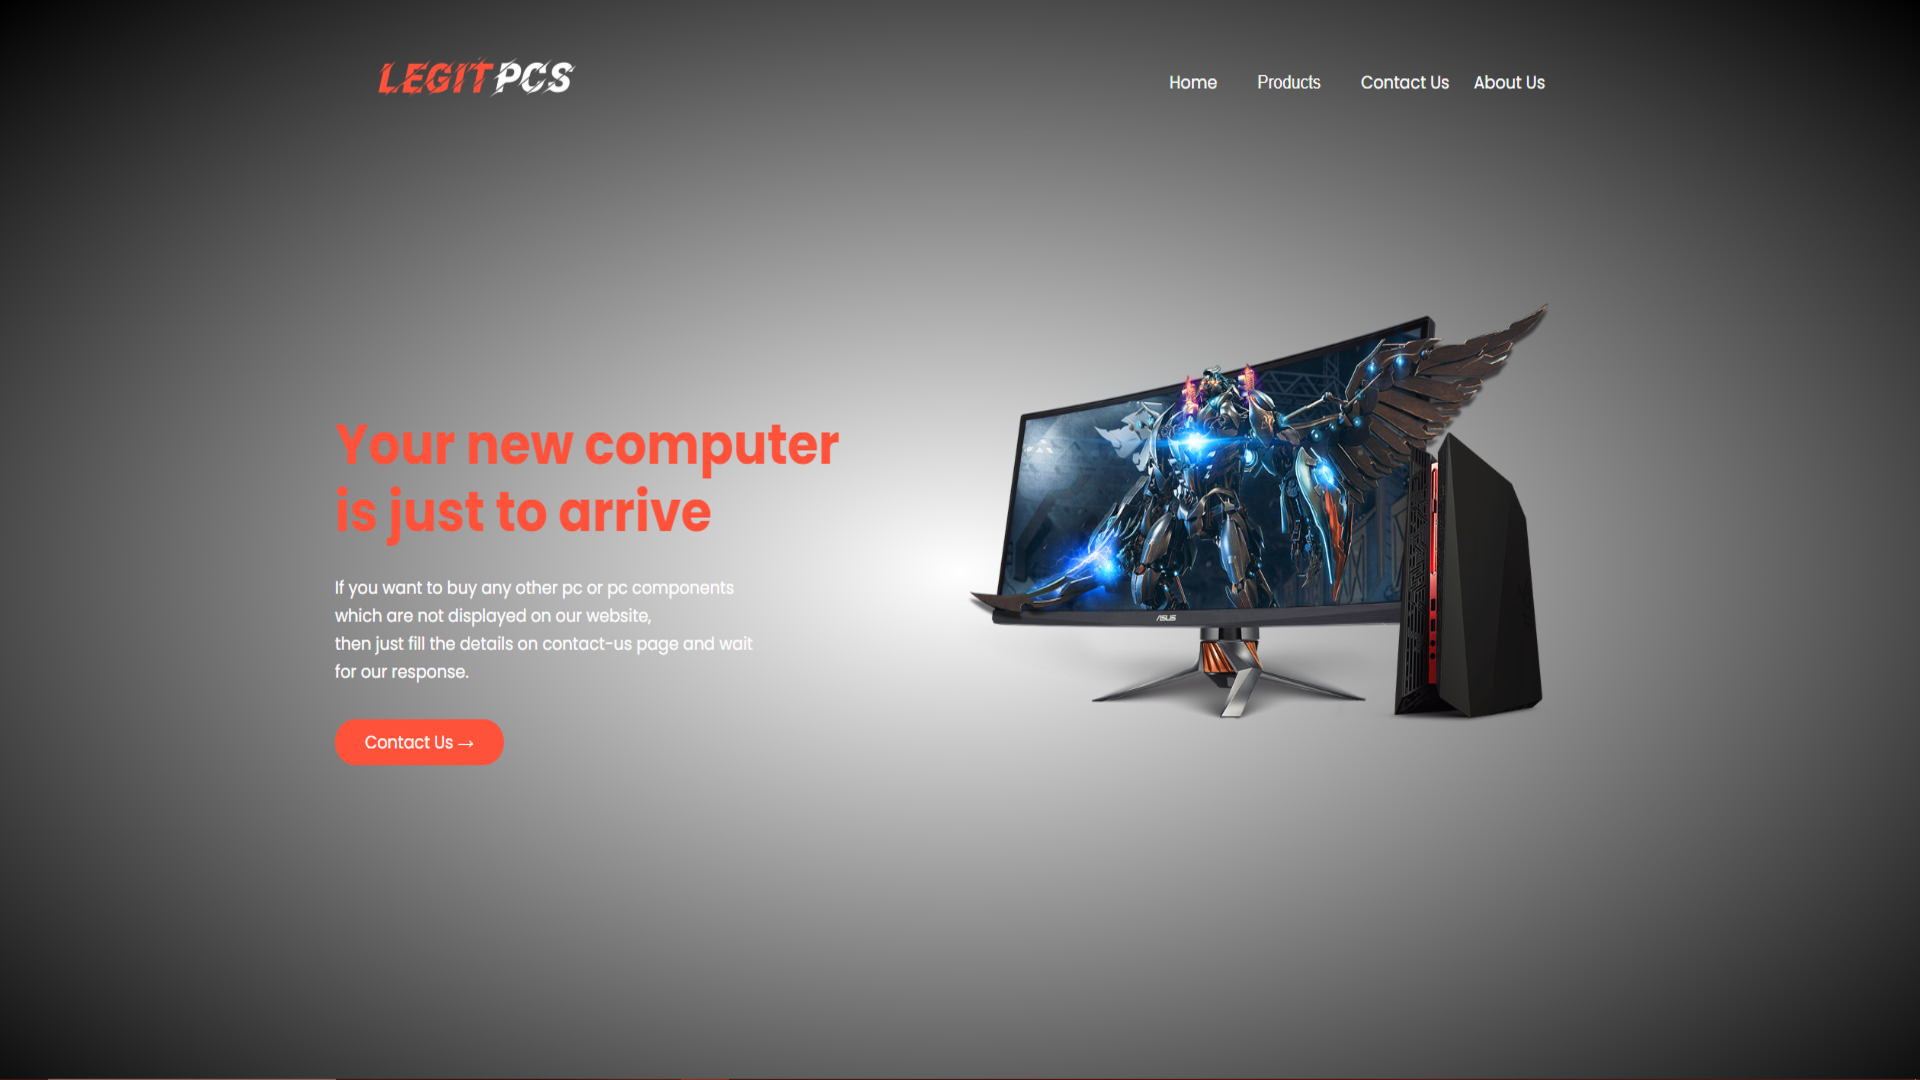 LEGITPCS
Home Products Contact Us About Us
Your new computer
is just to arrive
If you want to buy any other pc or pc components
which are not displayed on our website,
then just fill the details on contact-us page and wait
for our response.
Contact Us →
ASUS